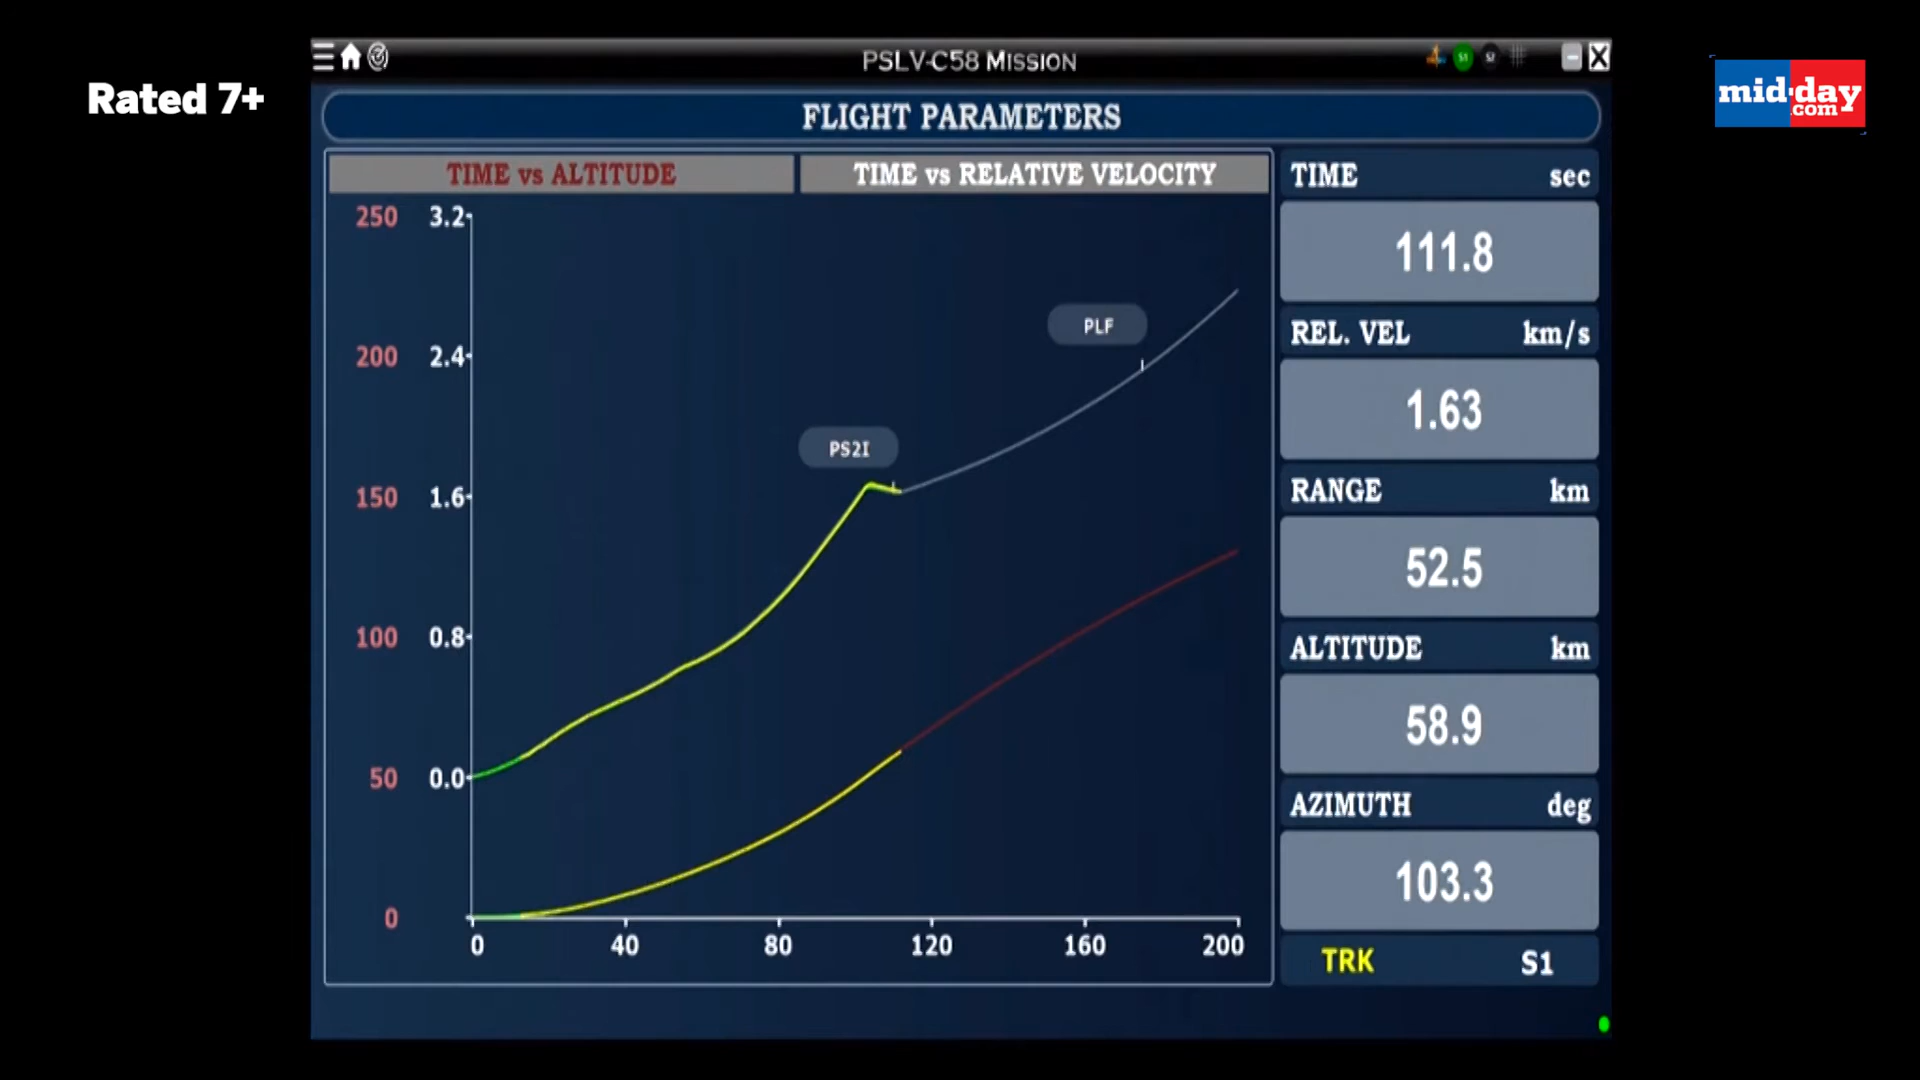 Rated 7+
PSLV-C58 MISSION
mid-day
.com
FLIGHT PARAMETERS
TIME vs ALTITUDE
TIME vs RELATIVE VELOCITY
250 3.2
200 2.4
150 1.6
100 0.8
50 0.0
0
0 40 80 120 160 200
PLF
PS2I
TIME sec
111.8
REL. VEL km/s
1.63
RANGE km
52.5
ALTITUDE km
58.9
AZIMUTH deg
103.3
TRK S1